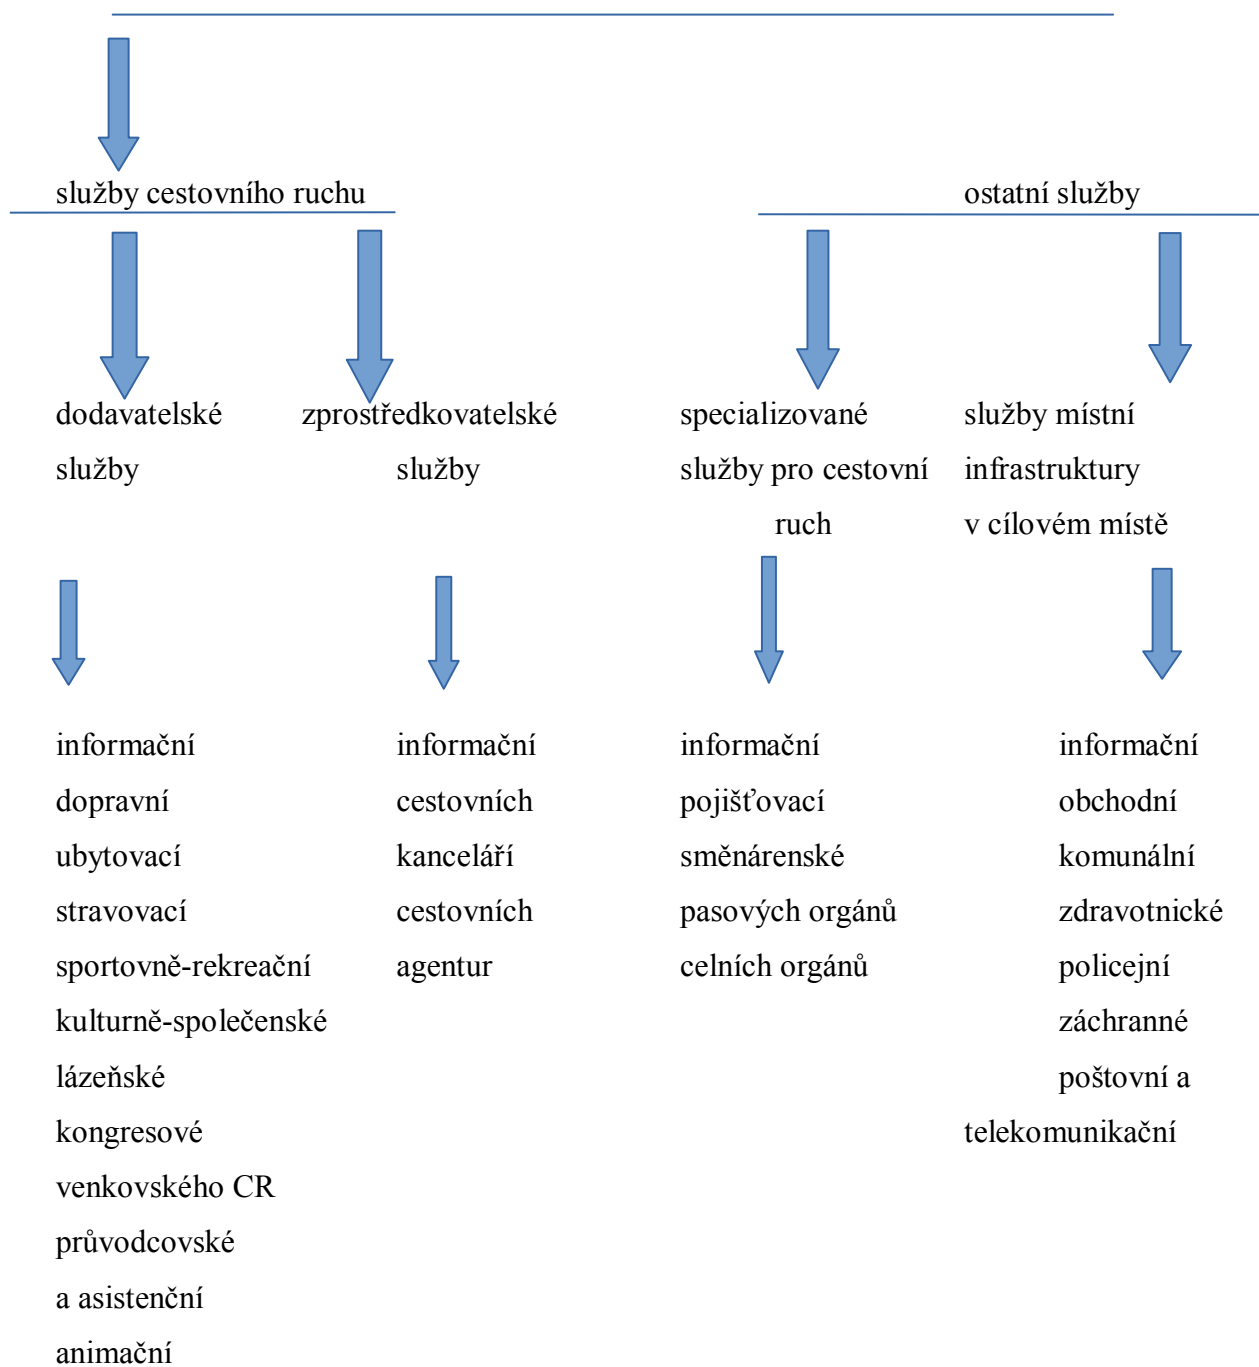 služby cestovního ruchu
ostatní služby
dodavatelské
služby
zprostředkovatelské
služby
specializované
služby pro cestovní
ruch
služby místní
infrastruktury
v cílovém místě
informační
dopravní
ubytovací
stravovací
sportovně-rekreační
kulturně-společenské
lázeňské
kongresové
venkovského CR
průvodcovské
a asistenční
animační
informační
cestovních
kanceláří
cestovních
agentur
informační
pojišťovací
směnárenské
pasových orgánů
celních orgánů
informační
obchodní
komunální
zdravotnické
policejní
záchranné
poštovní a
telekomunikační